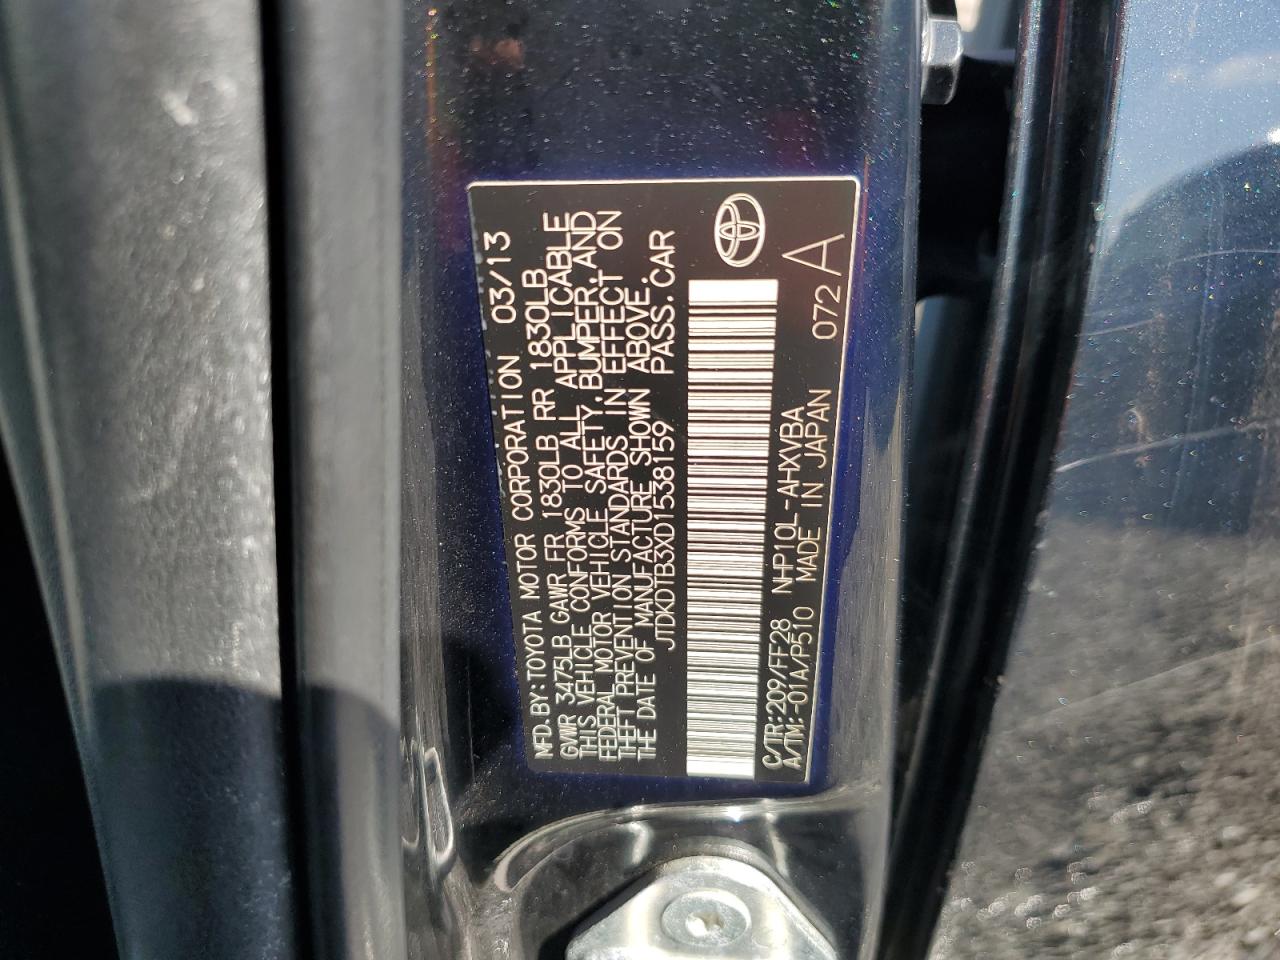 MFD.BY:TOYOTA MOTOR CORPORATION 03/13
GVWR 3475LB GAWR FR 1830LB RR 1830LB
THIS VEHICLE CONFORMS TO ALL APPLICABLE
FEDERAL MOTOR VEHICLE SAFETY,BUMPER,AND
THEFT PREVENTION STANDARDS IN EFFECT ON
THE DATE OF MANUFACTURE SHOWN ABOVE.
JTDKDTB3XD1538159 PASS.CAR
C/TR:209/FF28 NHP10L-AHXVBA
A/TM:-01A/P510 MADE IN JAPAN 072 A